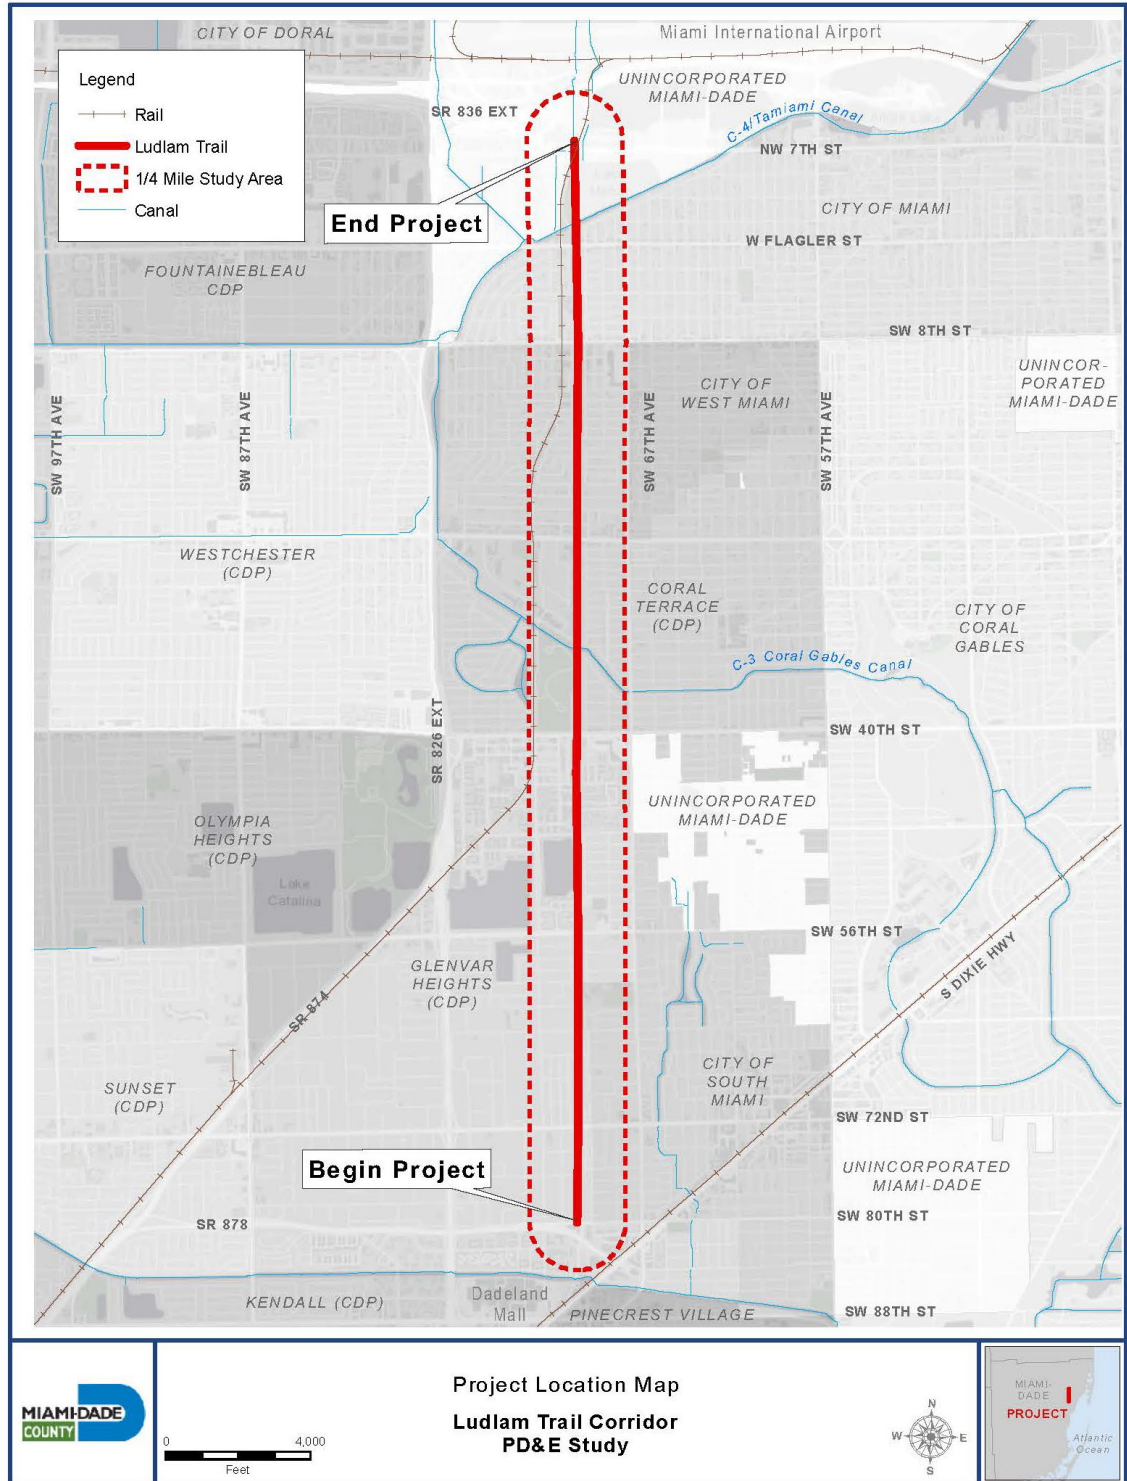 CITY OF DORAL
Miami International Airport
Legend
Rail
Ludlam Trail
1/4 Mile Study Area
Canal
UNINCORPORATED
MIAMI-DADE
SR 836 EXT
C-4/Tamiami Canal
NW 7TH ST
End Project
CITY OF MIAMI
W FLAGLER ST
FOUNTAINEBLEAU
CDP
SW 8TH ST
UNINCOR-
PORATED
MIAMI-DADE
CITY OF
WEST MIAMI
SW 97TH AVE
SW 87TH AVE
SW 67TH AVE
SW 57TH AVE
WESTCHESTER
(CDP)
CORAL
TERRACE
(CDP)
CITY OF
CORAL
GABLES
C-3 Coral Gables Canal
SR 826 EXT
SW 40TH ST
UNINCORPORATED
MIAMI-DADE
OLYMPIA
HEIGHTS
(CDP)
Lake
Catalina
SW 56TH ST
S DIXIE HWY
GLENVAR
HEIGHTS
(CDP)
SR 874
CITY OF
SOUTH
MIAMI
SUNSET
(CDP)
SW 72ND ST
Begin Project
UNINCORPORATED
MIAMI-DADE
SR 878
SW 80TH ST
KENDALL (CDP)
Dadeland
Mall
PINECREST VILLAGE
SW 88TH ST
MIAMI-DADE
COUNTY
0 4,000
Feet
Project Location Map
Ludlam Trail Corridor
PD&E Study
N
W E
S
MIAMI-
DADE
PROJECT
Atlantic
Ocean